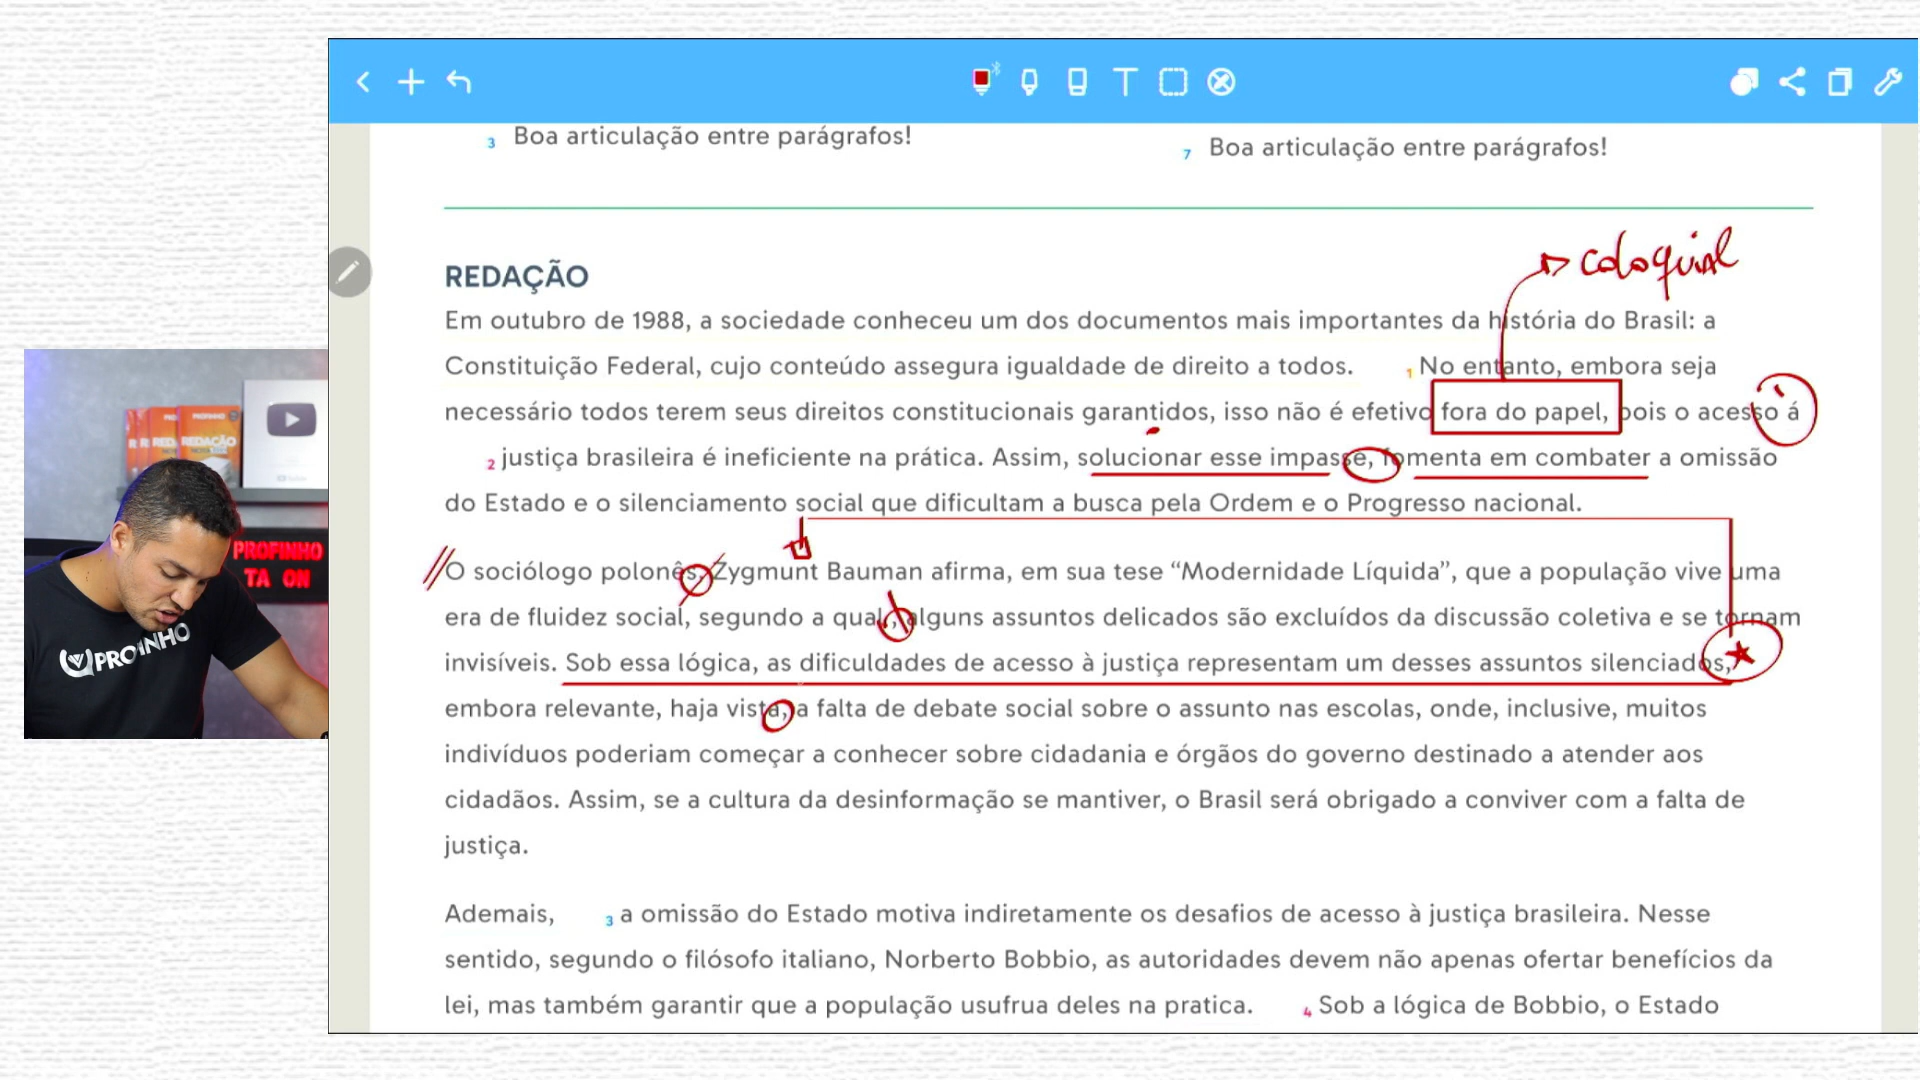 3 Boa articulação entre parágrafos!
7 Boa articulação entre parágrafos!
coloquial
REDAÇÃO
Em outubro de 1988, a sociedade conheceu um dos documentos mais importantes da história do Brasil: a
Constituição Federal, cujo conteúdo assegura igualdade de direito a todos. 1 No entanto, embora seja
necessário todos terem seus direitos constitucionais garantidos, isso não é efetivo fora do papel, pois o acesso á
2 justiça brasileira é ineficiente na prática. Assim, solucionar esse impasse, fomenta em combater a omissão
do Estado e o silenciamento social que dificultam a busca pela Ordem e o Progresso nacional.
O sociólogo polonês, Zygmunt Bauman afirma, em sua tese “Modernidade Líquida”, que a população vive uma
era de fluidez social, segundo a qual, alguns assuntos delicados são excluídos da discussão coletiva e se tornam
invisíveis. Sob essa lógica, as dificuldades de acesso à justiça representam um desses assuntos silenciados,
embora relevante, haja vista, a falta de debate social sobre o assunto nas escolas, onde, inclusive, muitos
indivíduos poderiam começar a conhecer sobre cidadania e órgãos do governo destinado a atender aos
cidadãos. Assim, se a cultura da desinformação se mantiver, o Brasil será obrigado a conviver com a falta de
justiça.
Ademais, 3 a omissão do Estado motiva indiretamente os desafios de acesso à justiça brasileira. Nesse
sentido, segundo o filósofo italiano, Norberto Bobbio, as autoridades devem não apenas ofertar benefícios da
lei, mas também garantir que a população usufrua deles na pratica. 4 Sob a lógica de Bobbio, o Estado
PROFINHO
REDAÇÃO
PROFINHO
TA ON
PROFINHO